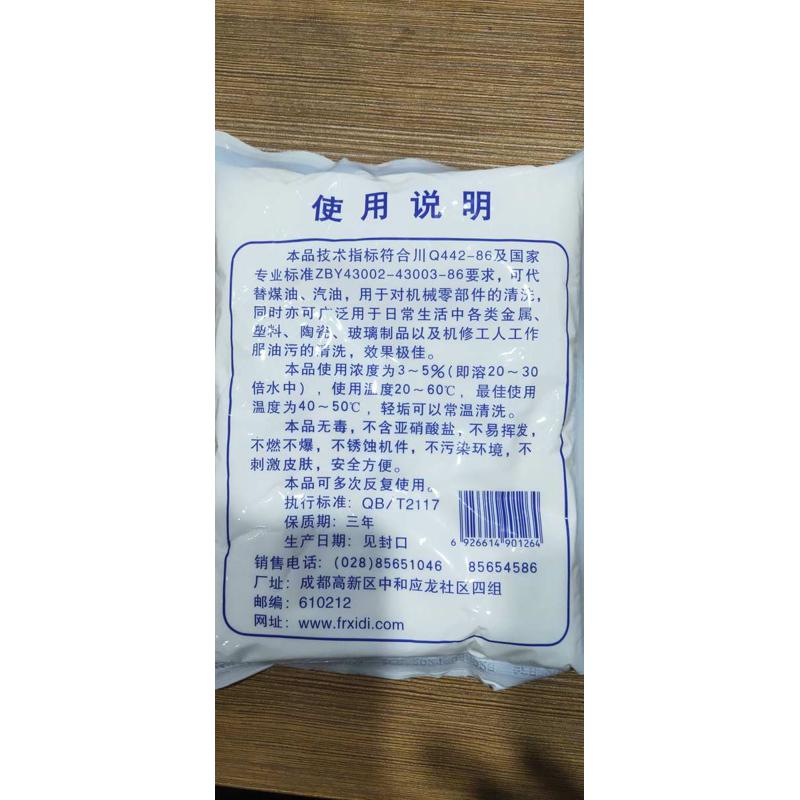 使用说明
本品技术指标符合川Q442-86及国家
专业标准ZBY43002-43003-86要求，可代
替煤油、汽油，用于对机械零部件的清洗，
同时亦可广泛用于日常生活中各类金属、
塑料、陶瓷、玻璃制品以及机修工人工作
服油污的清洗，效果极佳。
本品使用浓度为3～5%(即溶20～30
倍水中)，使用温度20～60℃，最佳使用
温度为40～50℃，轻垢可以常温清洗。
本品无毒，不含亚硝酸盐，不易挥发，
不燃不爆，不锈蚀机件，不污染环境，不
刺激皮肤，安全方便。
本品可多次反复使用。
执行标准：QB/T2117
保质期：三年
生产日期：见封口
6 926614 901264
销售电话：(028)85651046 85654586
厂址：成都高新区中和应龙社区四组
邮编：610212
网址：www.frxidi.com